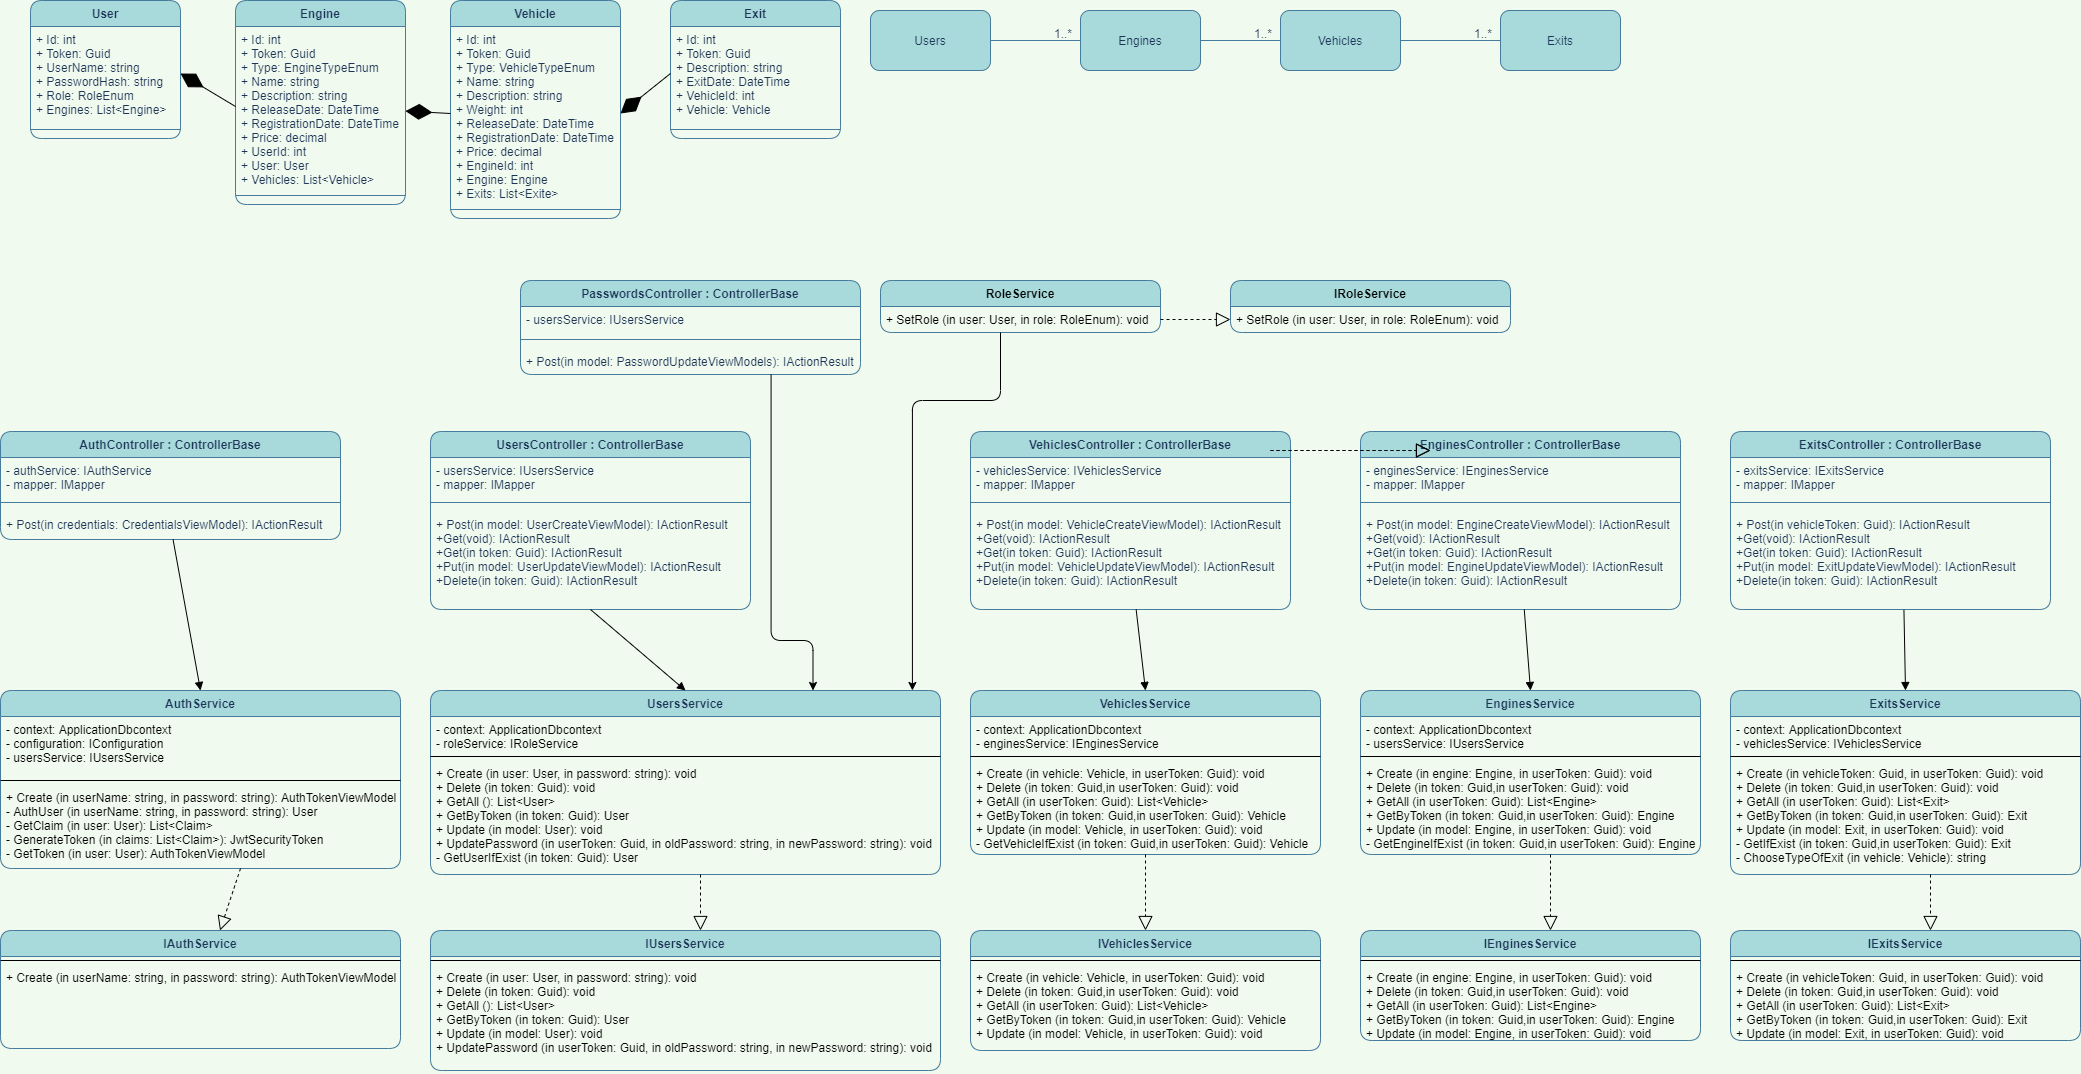 User
+ Id: int
+ Token: Guid
+ UserName: string
+ PasswordHash: string
+ Role: RoleEnum
+ Engines: List<Engine>
Engine
+ Id: int
+ Token: Guid
+ Type: EngineTypeEnum
+ Name: string
+ Description: string
+ ReleaseDate: DateTime
+ RegistrationDate: DateTime
+ Price: decimal
+ UserId: int
+ User: User
+ Vehicles: List<Vehicle>
Vehicle
+ Id: int
+ Token: Guid
+ Type: VehicleTypeEnum
+ Name: string
+ Description: string
+ Weight: int
+ ReleaseDate: DateTime
+ RegistrationDate: DateTime
+ Price: decimal
+ EngineId: int
+ Engine: Engine
+ Exits: List<Exite>
Exit
+ Id: int
+ Token: Guid
+ Description: string
+ ExitDate: DateTime
+ VehicleId: int
+ Vehicle: Vehicle
Users
1..*
Engines
1..*
Vehicles
1..*
Exits
PasswordsController : ControllerBase
- usersService: IUsersService
+ Post(in model: PasswordUpdateViewModels): IActionResult
RoleService
+ SetRole (in user: User, in role: RoleEnum): void
IRoleService
+ SetRole (in user: User, in role: RoleEnum): void
AuthController : ControllerBase
- authService: IAuthService
- mapper: IMapper
+ Post(in credentials: CredentialsViewModel): IActionResult
UsersController : ControllerBase
- usersService: IUsersService
- mapper: IMapper
+ Post(in model: UserCreateViewModel): IActionResult
+Get(void): IActionResult
+Get(in token: Guid): IActionResult
+Put(in model: UserUpdateViewModel): IActionResult
+Delete(in token: Guid): IActionResult
VehiclesController : ControllerBase
- vehiclesService: IVehiclesService
- mapper: IMapper
+ Post(in model: VehicleCreateViewModel): IActionResult
+Get(void): IActionResult
+Get(in token: Guid): IActionResult
+Put(in model: VehicleUpdateViewModel): IActionResult
+Delete(in token: Guid): IActionResult
EnginesController : ControllerBase
- enginesService: IEnginesService
- mapper: IMapper
+ Post(in model: EngineCreateViewModel): IActionResult
+Get(void): IActionResult
+Get(in token: Guid): IActionResult
+Put(in model: EngineUpdateViewModel): IActionResult
+Delete(in token: Guid): IActionResult
ExitsController : ControllerBase
- exitsService: IExitsService
- mapper: IMapper
+ Post(in vehicleToken: Guid): IActionResult
+Get(void): IActionResult
+Get(in token: Guid): IActionResult
+Put(in model: ExitUpdateViewModel): IActionResult
+Delete(in token: Guid): IActionResult
AuthService
- context: ApplicationDbcontext
- configuration: IConfiguration
- usersService: IUsersService
+ Create (in userName: string, in password: string): AuthTokenViewModel
- AuthUser (in userName: string, in password: string): User
- GetClaim (in user: User): List<Claim>
- GenerateToken (in claims: List<Claim>): JwtSecurityToken
- GetToken (in user: User): AuthTokenViewModel
UsersService
- context: ApplicationDbcontext
- roleService: IRoleService
+ Create (in user: User, in password: string): void
+ Delete (in token: Guid): void
+ GetAll (): List<User>
+ GetByToken (in token: Guid): User
+ Update (in model: User): void
+ UpdatePassword (in userToken: Guid, in oldPassword: string, in newPassword: string): void
- GetUserIfExist (in token: Guid): User
VehiclesService
- context: ApplicationDbcontext
- enginesService: IEnginesService
+ Create (in vehicle: Vehicle, in userToken: Guid): void
+ Delete (in token: Guid,in userToken: Guid): void
+ GetAll (in userToken: Guid): List<Vehicle>
+ GetByToken (in token: Guid,in userToken: Guid): Vehicle
+ Update (in model: Vehicle, in userToken: Guid): void
- GetVehicleIfExist (in token: Guid,in userToken: Guid): Vehicle
EnginesService
- context: ApplicationDbcontext
- usersService: IUsersService
+ Create (in engine: Engine, in userToken: Guid): void
+ Delete (in token: Guid,in userToken: Guid): void
+ GetAll (in userToken: Guid): List<Engine>
+ GetByToken (in token: Guid,in userToken: Guid): Engine
+ Update (in model: Engine, in userToken: Guid): void
- GetEngineIfExist (in token: Guid,in userToken: Guid): Engine
ExitsService
- context: ApplicationDbcontext
- vehiclesService: IVehiclesService
+ Create (in vehicleToken: Guid, in userToken: Guid): void
+ Delete (in token: Guid,in userToken: Guid): void
+ GetAll (in userToken: Guid): List<Exit>
+ GetByToken (in token: Guid,in userToken: Guid): Exit
+ Update (in model: Exit, in userToken: Guid): void
- GetIfExist (in token: Guid,in userToken: Guid): Exit
- ChooseTypeOfExit (in vehicle: Vehicle): string
IAuthService
+ Create (in userName: string, in password: string): AuthTokenViewModel
IUsersService
+ Create (in user: User, in password: string): void
+ Delete (in token: Guid): void
+ GetAll (): List<User>
+ GetByToken (in token: Guid): User
+ Update (in model: User): void
+ UpdatePassword (in userToken: Guid, in oldPassword: string, in newPassword: string): void
IVehiclesService
+ Create (in vehicle: Vehicle, in userToken: Guid): void
+ Delete (in token: Guid,in userToken: Guid): void
+ GetAll (in userToken: Guid): List<Vehicle>
+ GetByToken (in token: Guid,in userToken: Guid): Vehicle
+ Update (in model: Vehicle, in userToken: Guid): void
IEnginesService
+ Create (in engine: Engine, in userToken: Guid): void
+ Delete (in token: Guid,in userToken: Guid): void
+ GetAll (in userToken: Guid): List<Engine>
+ GetByToken (in token: Guid,in userToken: Guid): Engine
+ Update (in model: Engine, in userToken: Guid): void
IExitsService
+ Create (in vehicleToken: Guid, in userToken: Guid): void
+ Delete (in token: Guid,in userToken: Guid): void
+ GetAll (in userToken: Guid): List<Exit>
+ GetByToken (in token: Guid,in userToken: Guid): Exit
+ Update (in model: Exit, in userToken: Guid): void